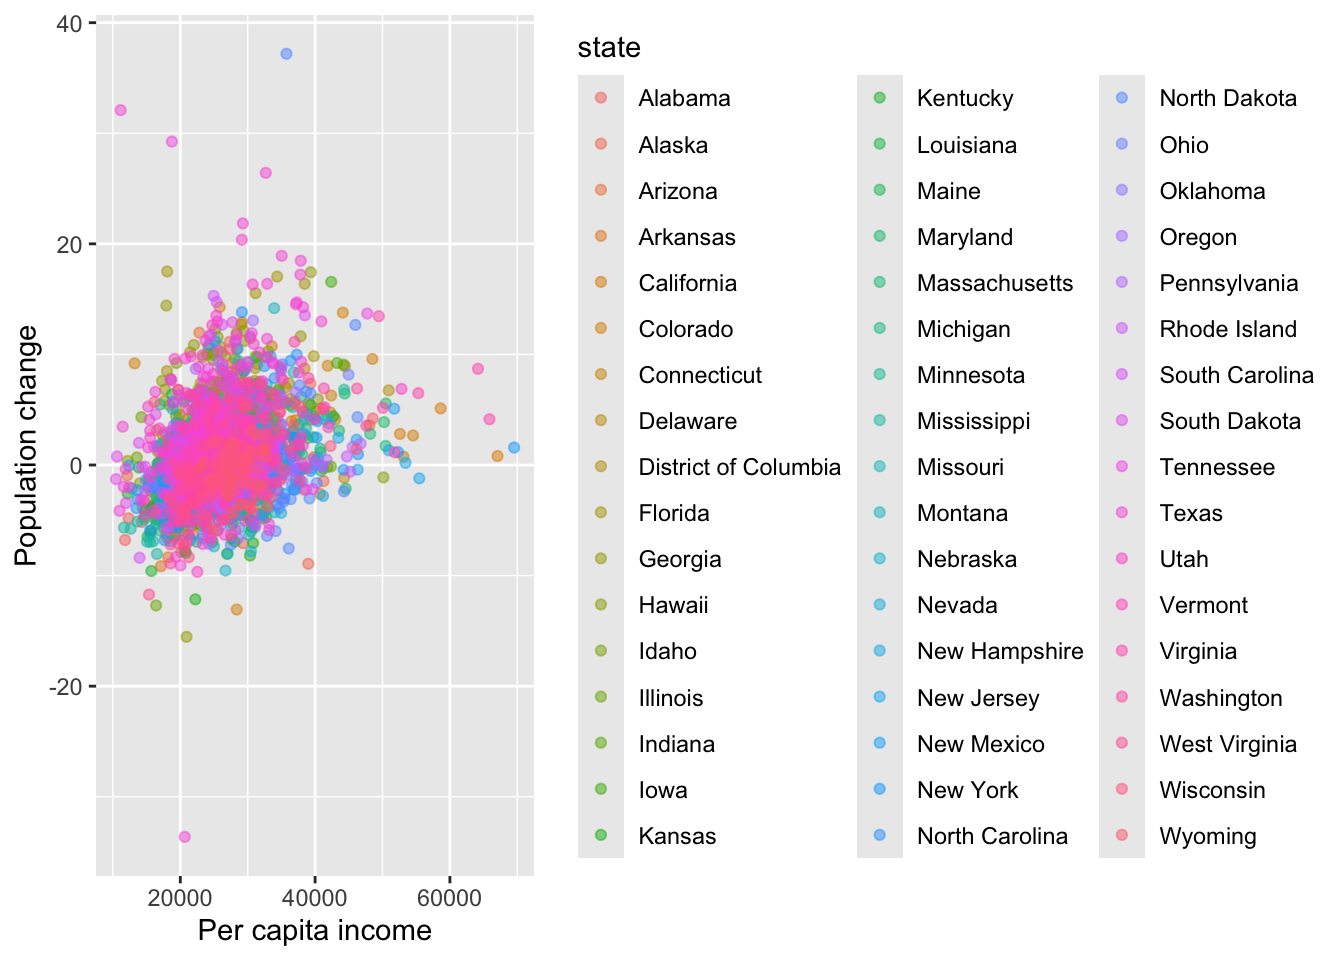 40
20
0
-20
Population change
20000
40000
60000
Per capita income
state
Alabama
Alaska
Arizona
Arkansas
California
Colorado
Connecticut
Delaware
District of Columbia
Florida
Georgia
Hawaii
Idaho
Illinois
Indiana
Iowa
Kansas
Kentucky
Louisiana
Maine
Maryland
Massachusetts
Michigan
Minnesota
Mississippi
Missouri
Montana
Nebraska
Nevada
New Hampshire
New Jersey
New Mexico
New York
North Carolina
North Dakota
Ohio
Oklahoma
Oregon
Pennsylvania
Rhode Island
South Carolina
South Dakota
Tennessee
Texas
Utah
Vermont
Virginia
Washington
West Virginia
Wisconsin
Wyoming